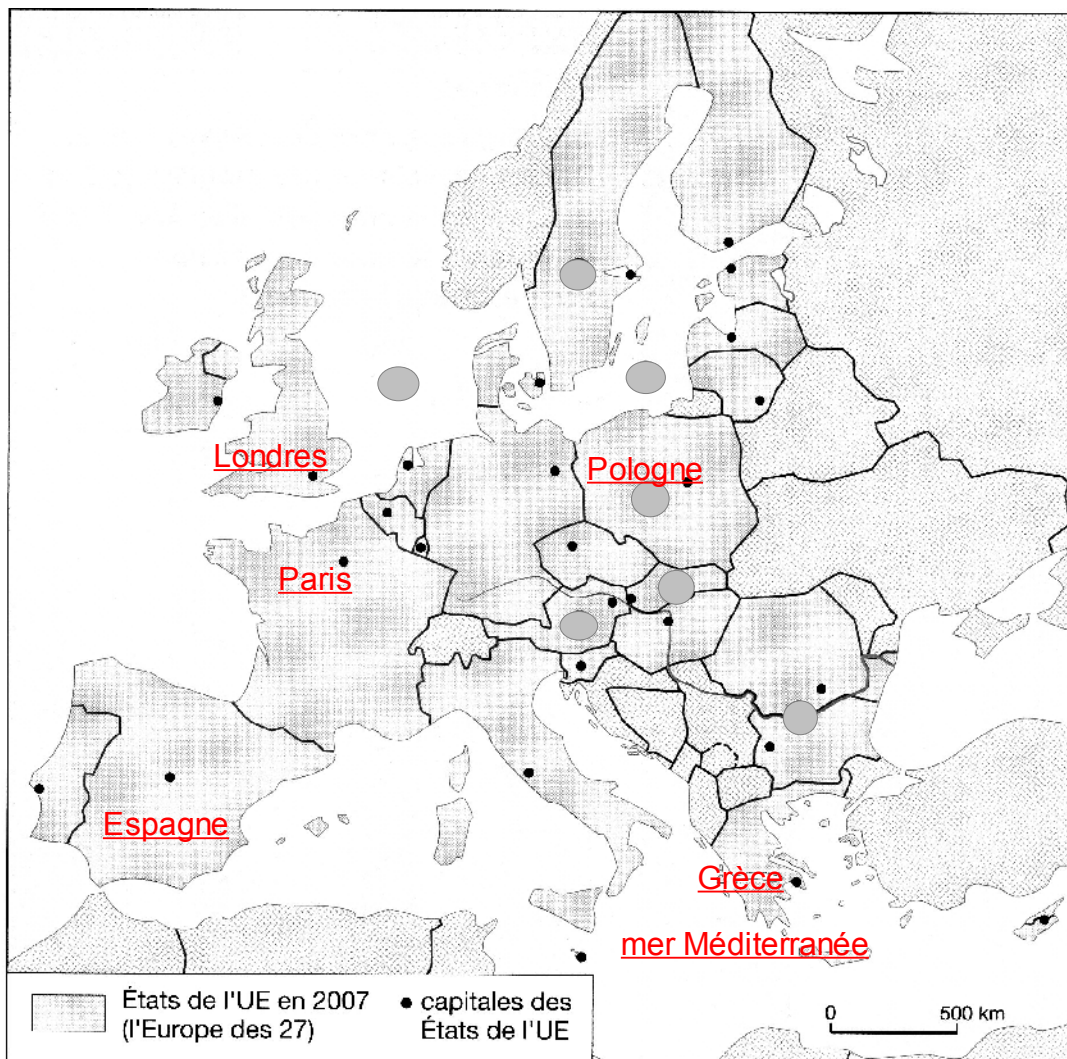 Londres
Pologne
Paris
Espagne
Grèce
mer Méditerranée
États de l'UE en 2007
(l'Europe des 27)
capitales des
États de l'UE
0 500 km